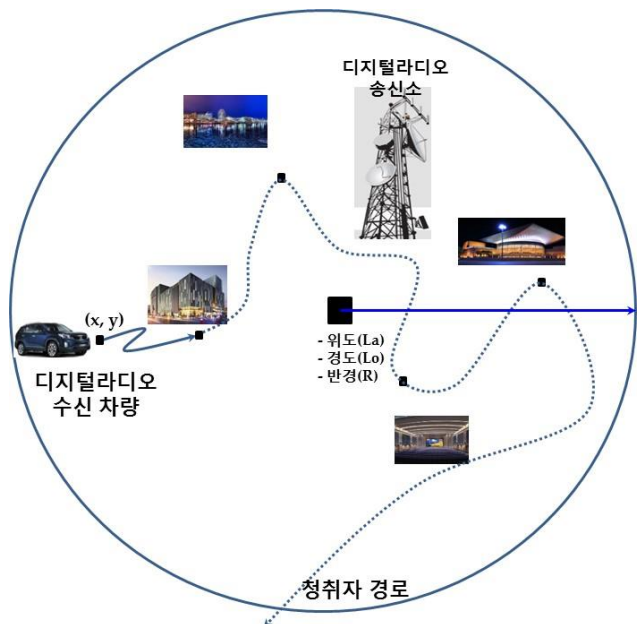 디지털라디오
송신소
(x, y)
- 위도(La)
- 경도(Lo)
- 반경(R)
디지털라디오
수신 차량
청취자 경로